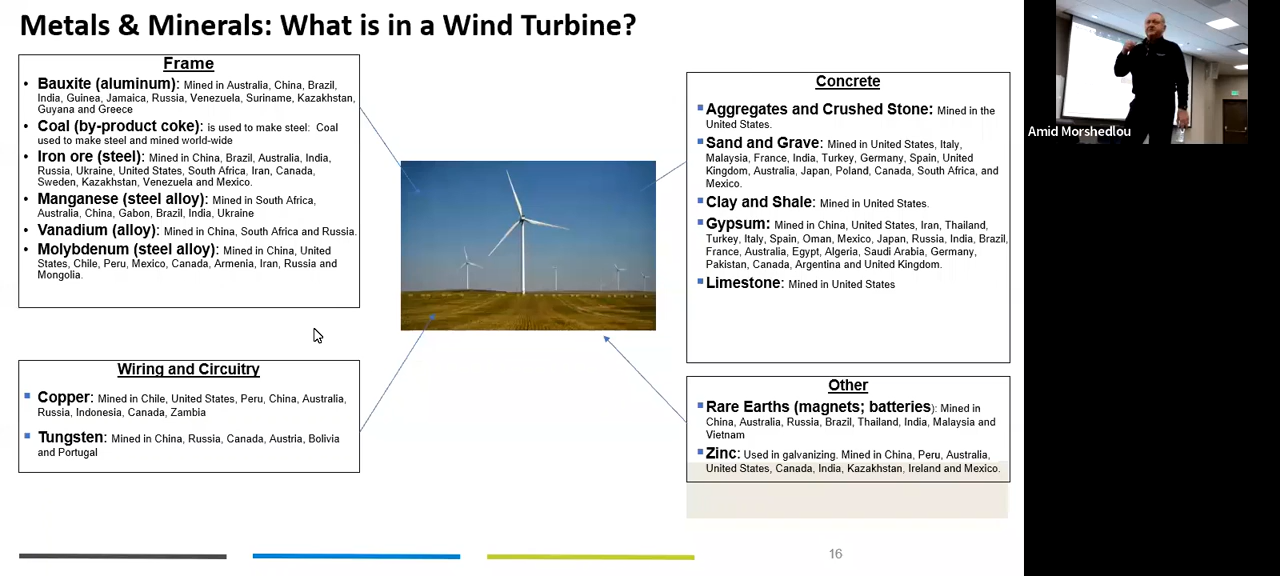 Metals & Minerals: What is in a Wind Turbine?
Frame
• Bauxite (aluminum): Mined in Australia, China, Brazil,
India, Guinea, Jamaica, Russia, Venezuela, Suriname, Kazakhstan,
Guyana and Greece
• Coal (by-product coke): is used to make steel: Coal
used to make steel and mined world-wide
• Iron ore (steel): Mined in China, Brazil, Australia, India,
Russia, Ukraine, United States, South Africa, Iran, Canada,
Sweden, Kazakhstan, Venezuela and Mexico.
• Manganese (steel alloy): Mined in South Africa,
Australia, China, Gabon, Brazil, India, Ukraine
• Vanadium (alloy): Mined in China, South Africa and Russia.
• Molybdenum (steel alloy): Mined in China, United
States, Chile, Peru, Mexico, Canada, Armenia, Iran, Russia and
Mongolia.
Wiring and Circuitry
▪ Copper: Mined in Chile, United States, Peru, China, Australia,
Russia, Indonesia, Canada, Zambia
▪ Tungsten: Mined in China, Russia, Canada, Austria, Bolivia
and Portugal
Concrete
▪ Aggregates and Crushed Stone: Mined in the
United States.
▪ Sand and Grave: Mined in United States, Italy,
Malaysia, France, India, Turkey, Germany, Spain, United
Kingdom, Australia, Japan, Poland, Canada, South Africa, and
Mexico.
▪ Clay and Shale: Mined in United States.
▪ Gypsum: Mined in China, United States, Iran, Thailand,
Turkey, Italy, Spain, Oman, Mexico, Japan, Russia, India, Brazil,
France, Australia, Egypt, Algeria, Saudi Arabia, Germany,
Pakistan, Canada, Argentina and United Kingdom.
▪ Limestone: Mined in United States
Other
▪ Rare Earths (magnets; batteries): Mined in
China, Australia, Russia, Brazil, Thailand, India, Malaysia and
Vietnam
▪ Zinc: Used in galvanizing. Mined in China, Peru, Australia,
United States, Canada, India, Kazakhstan, Ireland and Mexico.
16
Amid Morshedlou